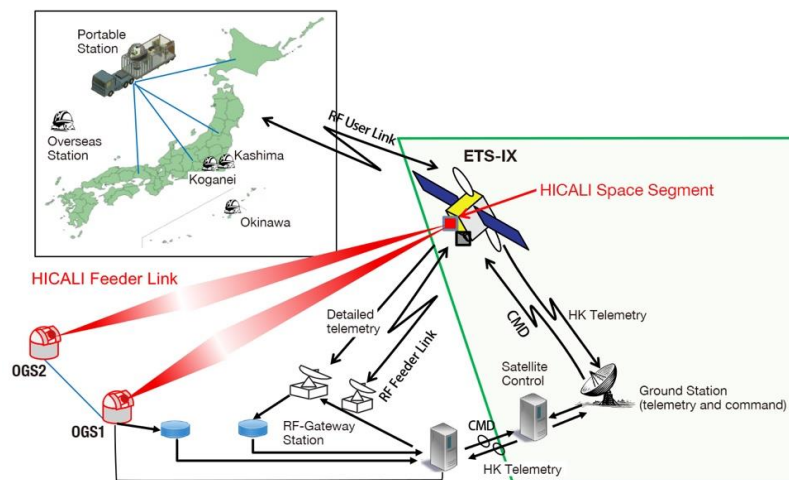 Portable
Station
Overseas
Station
Kashima
Koganei
Okinawa
RF User Link
ETS-IX
HICALI Space Segment
HICALI Feeder Link
Detailed
telemetry
RF Feeder Link
CMD
HK Telemetry
OGS2
OGS1
RF-Gateway
Station
Satellite
Control
Ground Station
(telemetry and command)
CMD
HK Telemetry